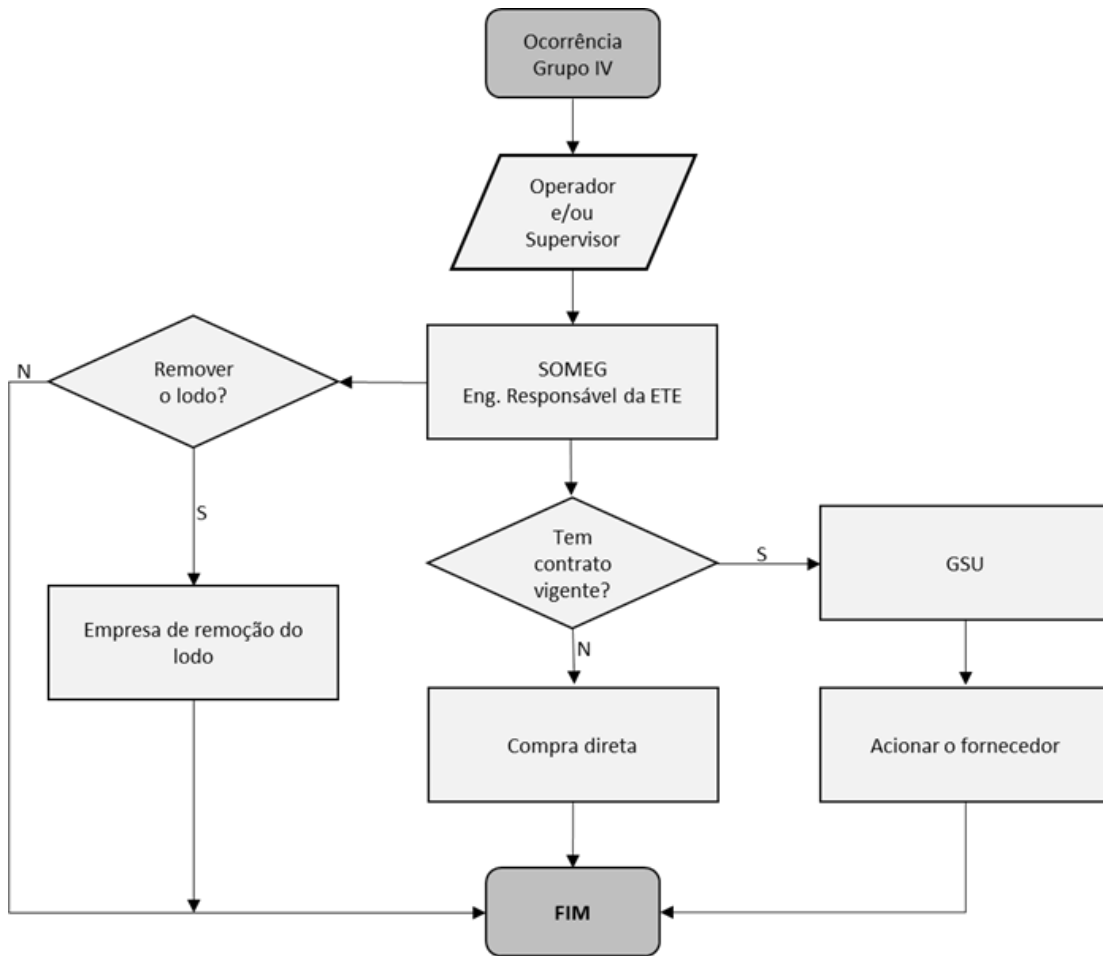 Ocorrência
Grupo IV
Operador
e/ou
Supervisor
SOMEG
Eng. Responsável da ETE
Remover
o lodo?
N
S
Empresa de remoção do
lodo
Tem
contrato
vigente?
S
GSU
N
Compra direta
Acionar o fornecedor
FIM